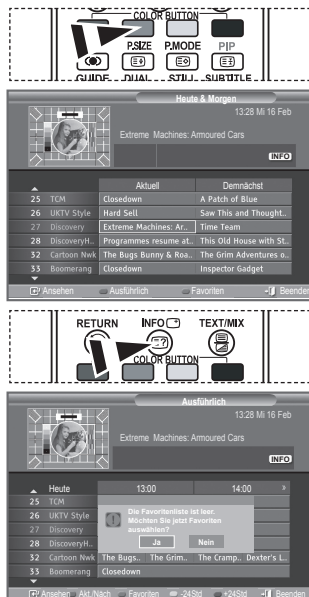 COLOR BUTTON
P.SIZE P.MODE PIP
GUIDE DUAL STILL SUBTITLE
Heute & Morgen
13:28 Mi 16 Feb
Extreme Machines: Armoured Cars
INFO
Aktuell Demnächst
25 TCM Closedown A Patch of Blue
26 UKTV Style Hard Sell Saw This and Thought..
27 Discovery Extreme Machines: Ar.. Time Team
28 DiscoveryH.. Programmes resume at.. This Old House with St..
32 Cartoon Nwk The Bugs Bunny & Roa.. The Grim Adventures o..
33 Boomerang Closedown Inspector Gadget
Ansehen Ausführlich Favoriten Beenden
RETURN INFO TEXT/MIX
COLOR BUTTON
Ausführlich
13:28 Mi 16 Feb
Extreme Machines: Armoured Cars
INFO
Heute 13:00 14:00 »
25 TCM
26 UKTV Style
27 Discovery
28 DiscoveryH..
Die Favoritenliste ist leer.
Möchten Sie jetzt Favoriten
auswählen?
Ja Nein
32 Cartoon Nwk The Bugs.. The Grim.. The Cramp.. Dexter's L..
33 Boomerang Closedown
Ansehen Akt./Näch Favoriten -24Std +24Std Beenden